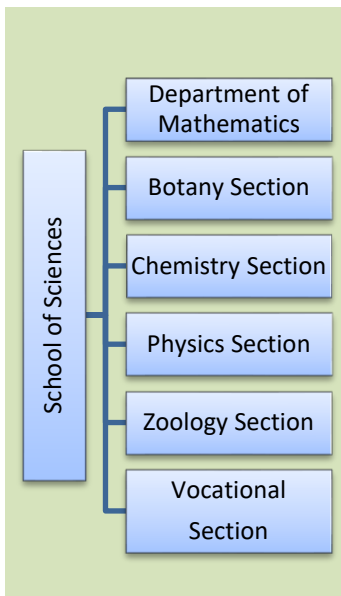 School of Sciences
Department of
Mathematics
Botany Section
Chemistry Section
Physics Section
Zoology Section
Vocational
Section